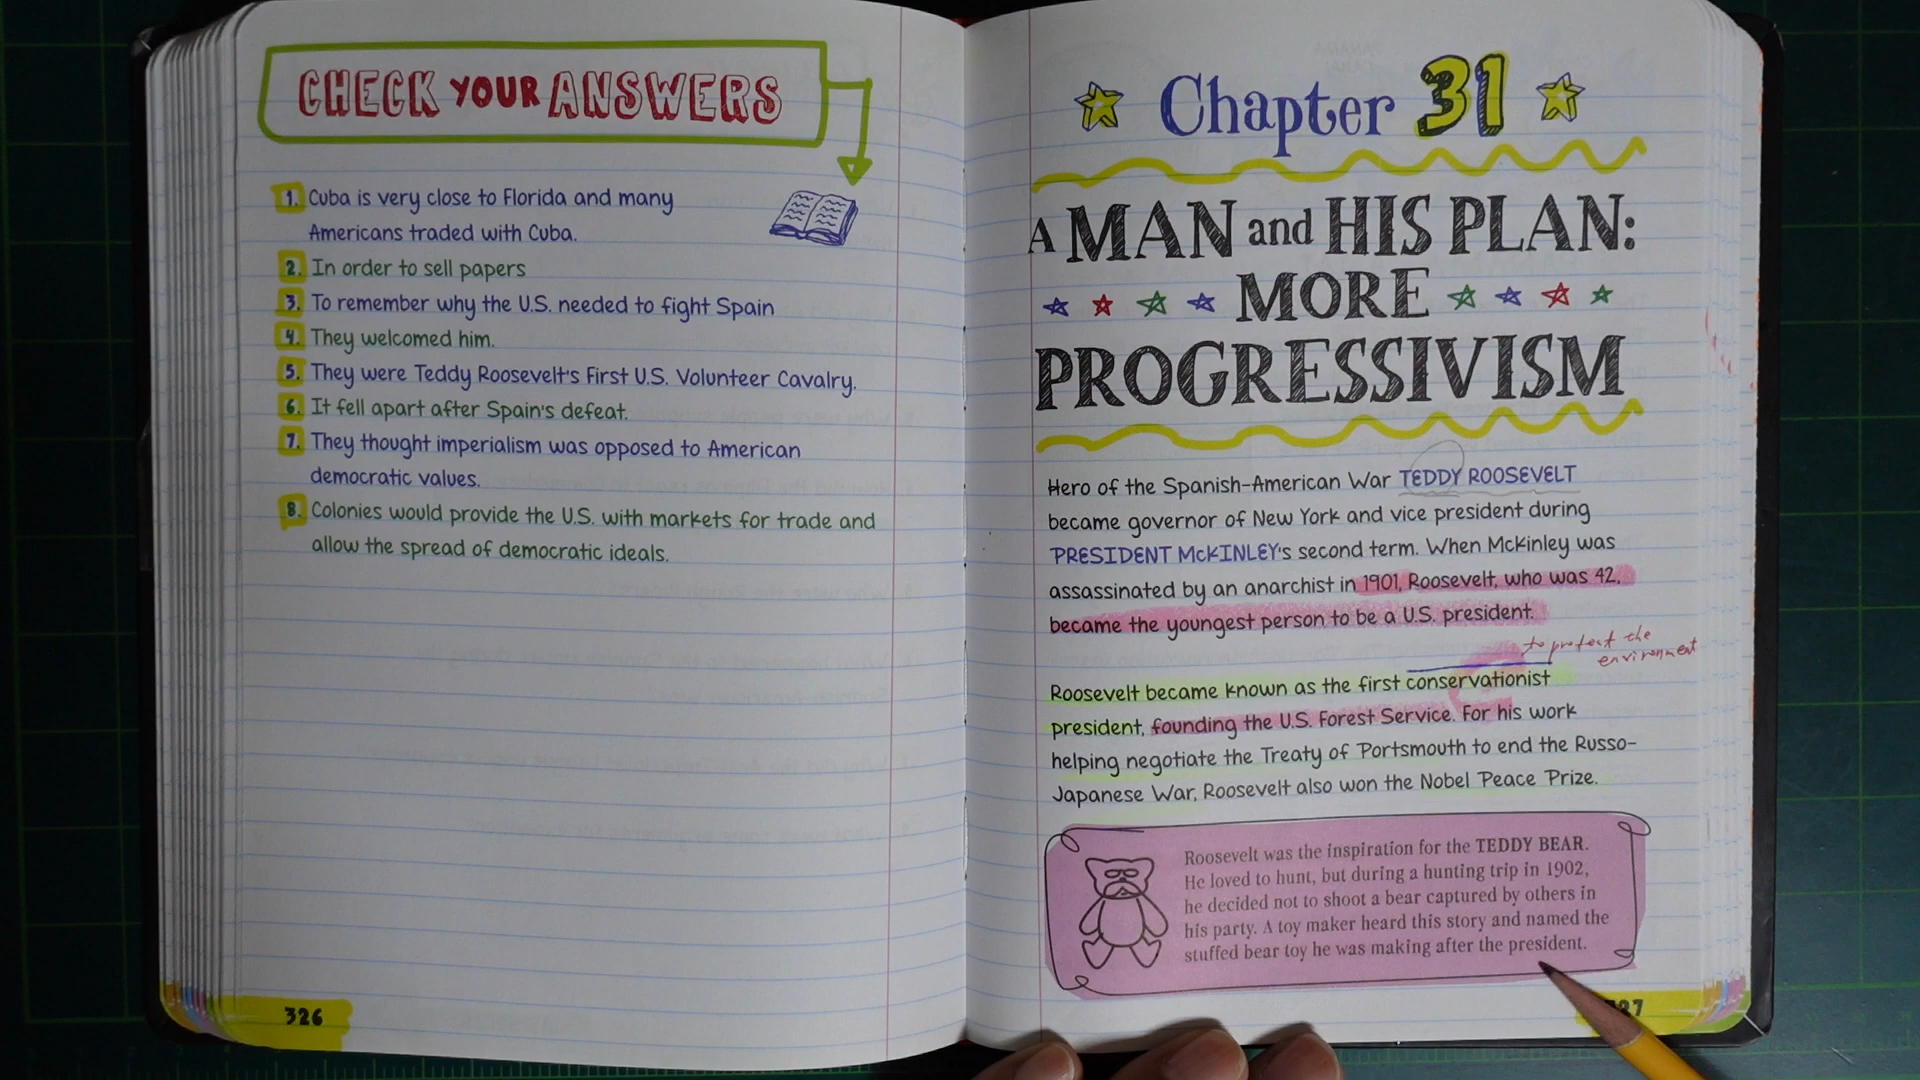 CHECK YOUR ANSWERS
1. Cuba is very close to Florida and many
Americans traded with Cuba.
2. In order to sell papers
3. To remember why the U.S. needed to fight Spain
4. They welcomed him.
5. They were Teddy Roosevelt's First U.S. Volunteer Cavalry.
6. It fell apart after Spain's defeat.
7. They thought imperialism was opposed to American
democratic values.
8. Colonies would provide the U.S. with markets for trade and
allow the spread of democratic ideals.
326
Chapter 31
A MAN and HIS PLAN:
MORE
PROGRESSIVISM
Hero of the Spanish-American War TEDDY ROOSEVELT
became governor of New York and vice president during
PRESIDENT McKINLEY's second term. When McKinley was
assassinated by an anarchist in 1901, Roosevelt, who was 42,
became the youngest person to be a U.S. president.
to protect the
environment
Roosevelt became known as the first conservationist
president, founding the U.S. Forest Service. For his work
helping negotiate the Treaty of Portsmouth to end the Russo-
Japanese War, Roosevelt also won the Nobel Peace Prize.
Roosevelt was the inspiration for the TEDDY BEAR.
He loved to hunt, but during a hunting trip in 1902,
he decided not to shoot a bear captured by others in
his party. A toy maker heard this story and named the
stuffed bear toy he was making after the president.